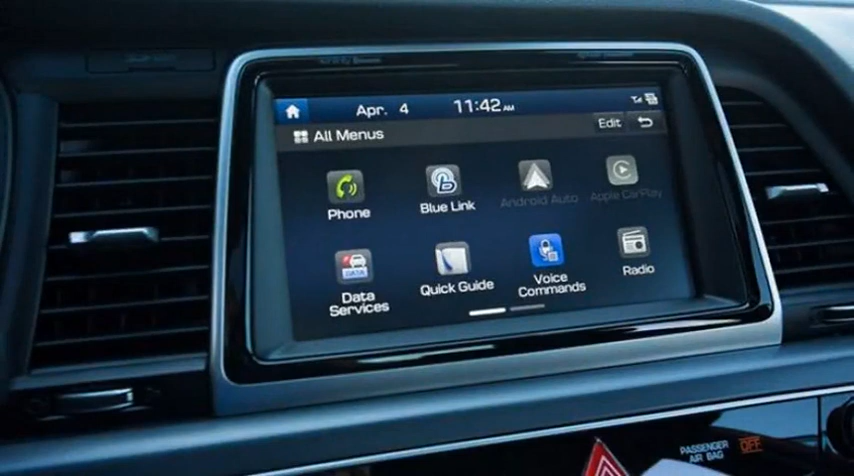 Apr. 4 11:42 AM
All Menus Edit
Phone Blue Link Android Auto Apple CarPlay
DATA
Data Services Quick Guide Voice Commands Radio
PASSENGER AIR BAG OFF